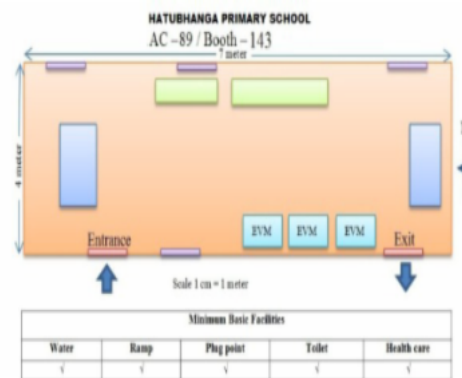 HATUBHANGA PRIMARY SCHOOL
AC –89 / Booth –143
7 meter
4 meter
EVM EVM EVM
Entrance Exit
Scale 1 cm = 1 meter
Minimum Basic Facilities
Water Ramp Plug point Toilet Health care
√ √ √ √ √